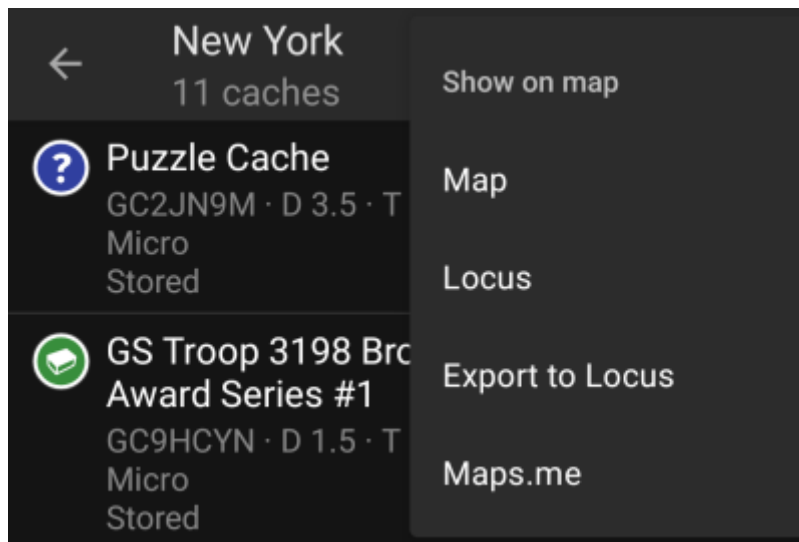 New York
11 caches
?
Puzzle Cache
GC2JN9M · D 3.5 · T
Micro
Stored
GS Troop 3198 Bro
Award Series #1
GC9HCYN · D 1.5 · T
Micro
Stored
Show on map
Map
Locus
Export to Locus
Maps.me